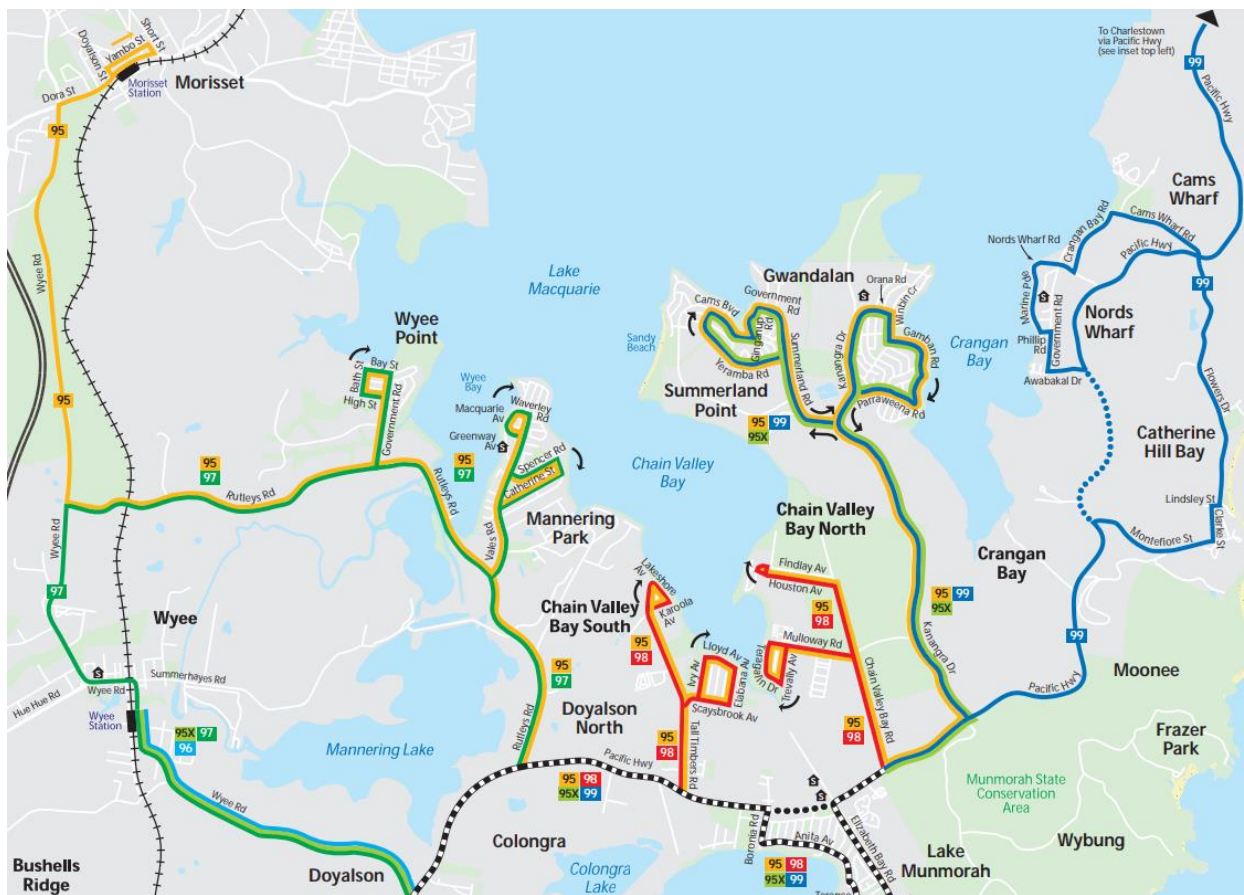 Short St
Yambo St
Doyalson St
Morisset
Station
Morisset
Dora St
95
Wyee Rd
95
To Charlestown
via Pacific Hwy
(see inset top left)
99
Pacific Hwy
Cams
Wharf
Crangan Bay Rd
Cams Wharf Rd
Nords Wharf Rd
Pacific Hwy
99
Marine Pde
S
Government Rd
Nords
Wharf
Phillip
Rd
Awabakal Dr
Flowers Dr
Catherine
Hill Bay
Lindsley St
Clarke St
Montefiore St
Lake
Macquarie
Gwandalan
Orana Rd
S
Winbin Cr
Government
Rd
Cams Bvd
Sandy
Beach
Ginganup
Rd
Yeramba Rd
Summerland Rd
Kanangra Dr
Gamban Rd
Parraweena Rd
Crangan
Bay
Summerland
Point
95 99
95X
Wyee
Point
Bay St
Bath St
High St
Government Rd
Wyee
Bay
Waverley
Rd
Macquarie
Av
Greenway
Av
S
Spencer Rd
Catherine St
95
97
Chain Valley
Bay
95
97
Rutleys Rd
Rutleys Rd
Vales Rd
Mannering
Park
Wyee Rd
97
Wyee
S
Wyee Rd
Summerhayes Rd
Hue Hue Rd
Wyee
Station
95X 97
96
Wyee Rd
Mannering Lake
Chain Valley
Bay North
Crangan
Bay
Findlay Av
Houston Av
95
98
95 99
95X
Kanangra Dr
Lakeshore
Av
Karoola
Av
Chain Valley
Bay South
95
98
Lloyd Av
Ivy Av
Elabana Av
Scaysbrook Av
Mulloway Rd
Teragalin Dr
Trevally Av
Chain Valley Bay Rd
99
Pacific Hwy
Moonee
95
97
Rutleys Rd
Doyalson
North
95
98
Tall Timbers Rd
95
98
Pacific Hwy
95 98
95X 99
Frazer
Park
Munmorah State
Conservation
Area
Wybung
S
S
Boronia Rd
Anita Av
Elizabeth Bay Rd
Lake
Munmorah
95 98
95X 99
Colongra
Colongra
Lake
Doyalson
Bushells
Ridge